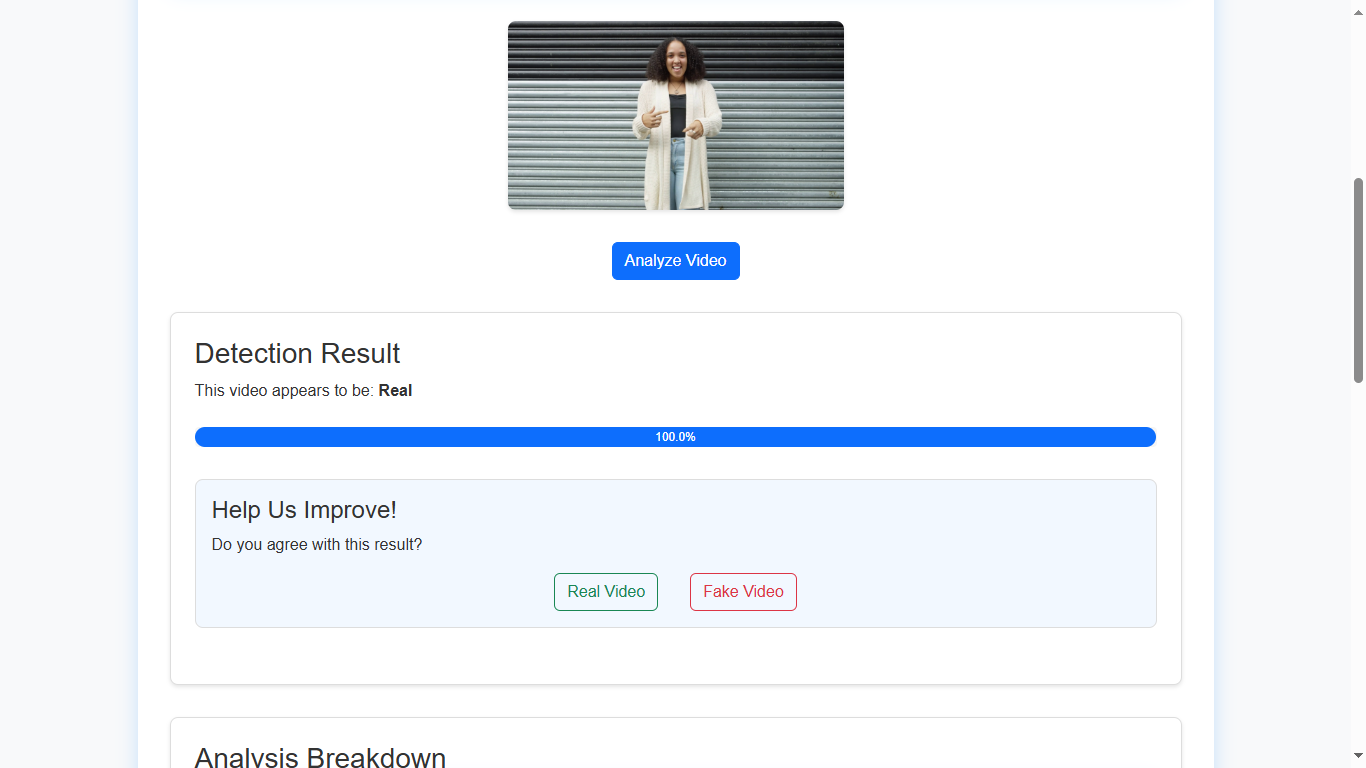 Analyze Video
Detection Result
This video appears to be: Real
100.0%
Help Us Improve!
Do you agree with this result?
Real Video
Fake Video
Analysis Breakdown